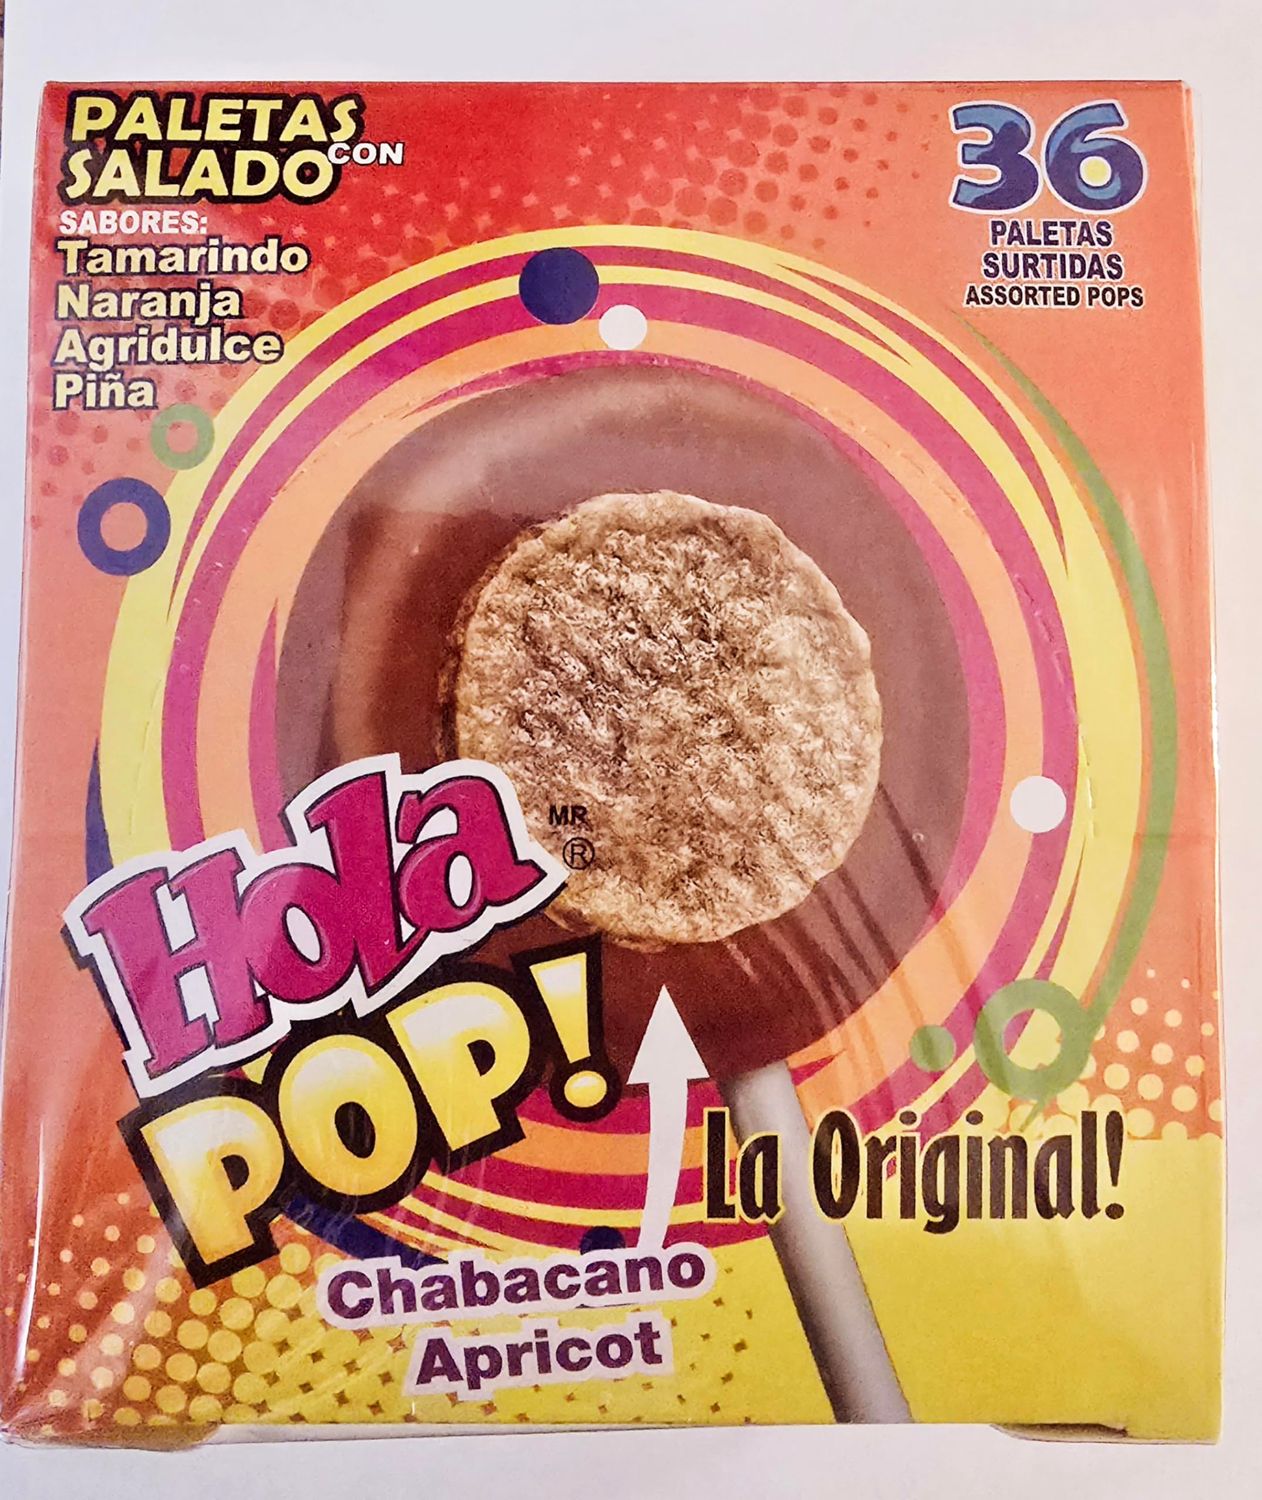 PALETAS
CON
SALADO
SABORES:
Tamarindo
Naranja
Agridulce
Piña
36
PALETAS
SURTIDAS
ASSORTED POPS
MR
®
Hola
POP!
La Original!
Chabacano
Apricot